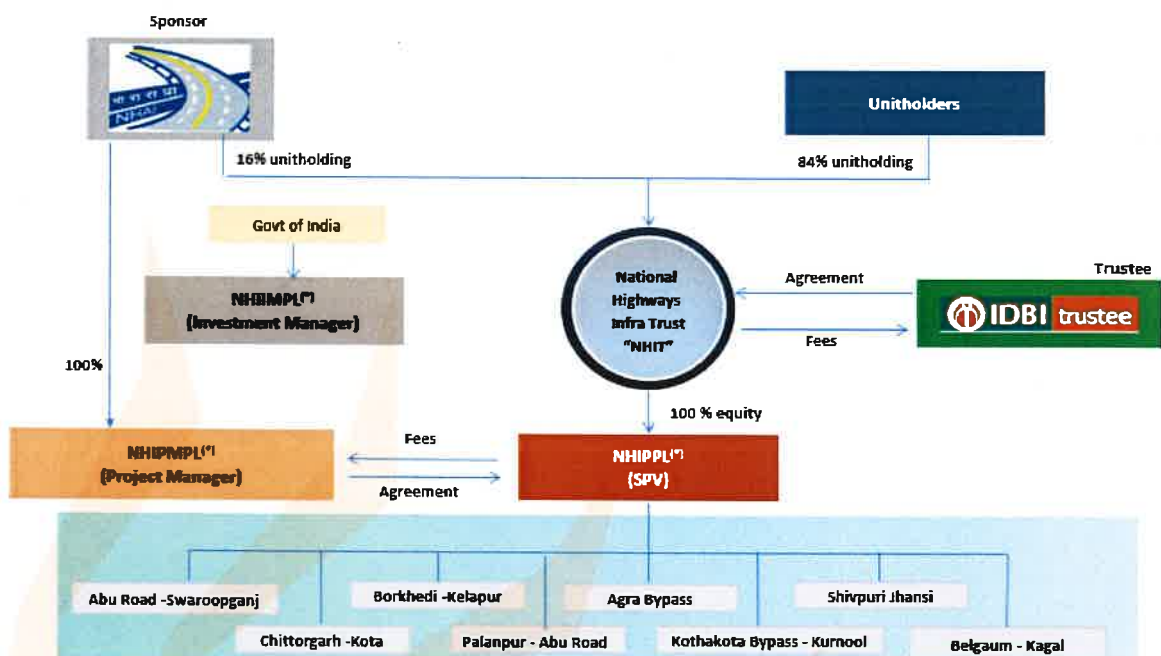 Sponsor
भा रा रा प्रा
NHAI
Unitholders
16% unitholding
84% unitholding
Govt of India
NHIIMPL(*)
(Investment Manager)
National
Highways
Infra Trust
"NHIT"
Agreement
Fees
Trustee
IDBI trustee
100%
100 % equity
NHIPMPL(*)
(Project Manager)
Fees
Agreement
NHIPPL(*)
(SPV)
Abu Road -Swaroopganj
Borkhedi -Kelapur
Agra Bypass
Shivpuri Jhansi
Chittorgarh -Kota
Palanpur - Abu Road
Kothakota Bypass - Kurnool
Belgaum - Kagal